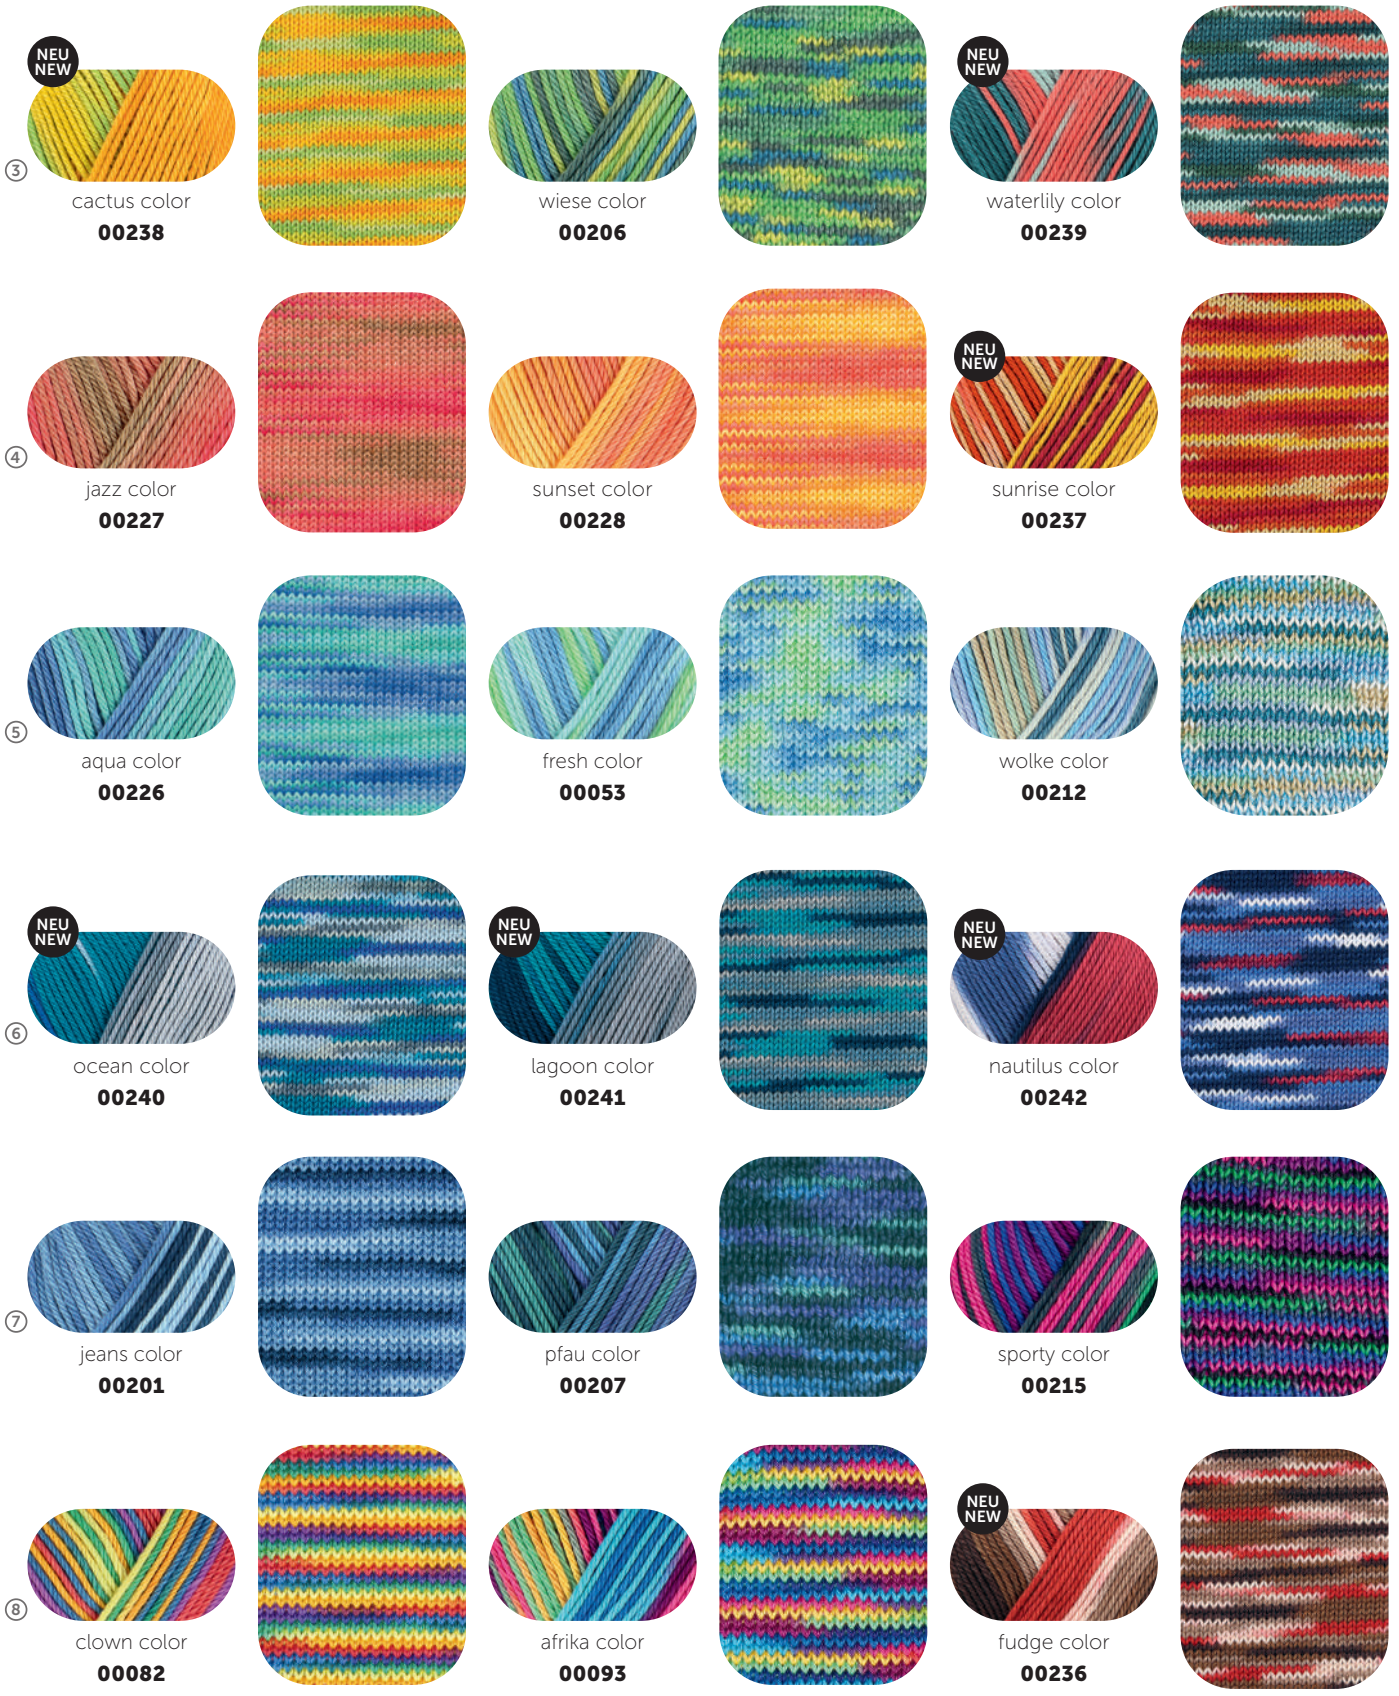 NEU
NEW
③
cactus color
00238
wiese color
00206
NEU
NEW
waterlily color
00239
④
jazz color
00227
sunset color
00228
NEU
NEW
sunrise color
00237
⑤
aqua color
00226
fresh color
00053
wolke color
00212
NEU
NEW
⑥
ocean color
00240
NEU
NEW
lagoon color
00241
NEU
NEW
nautilus color
00242
⑦
jeans color
00201
pfau color
00207
sporty color
00215
⑧
clown color
00082
afrika color
00093
NEU
NEW
fudge color
00236